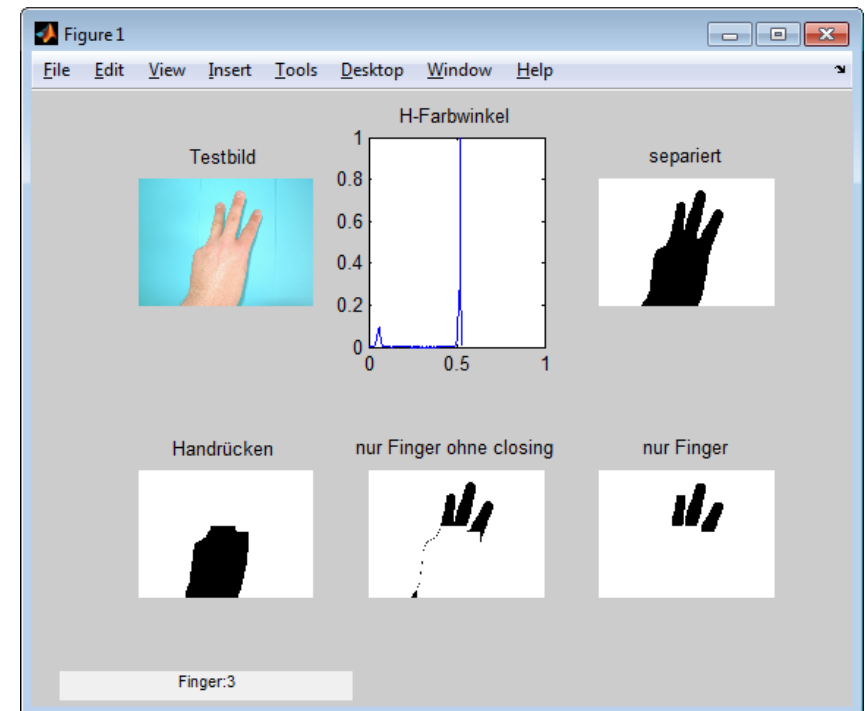 Figure 1
File Edit View Insert Tools Desktop Window Help
Testbild
H-Farbwinkel
1
0.8
0.6
0.4
0.2
0
0 0.5 1
separiert
Handrücken
nur Finger ohne closing
nur Finger
Finger:3